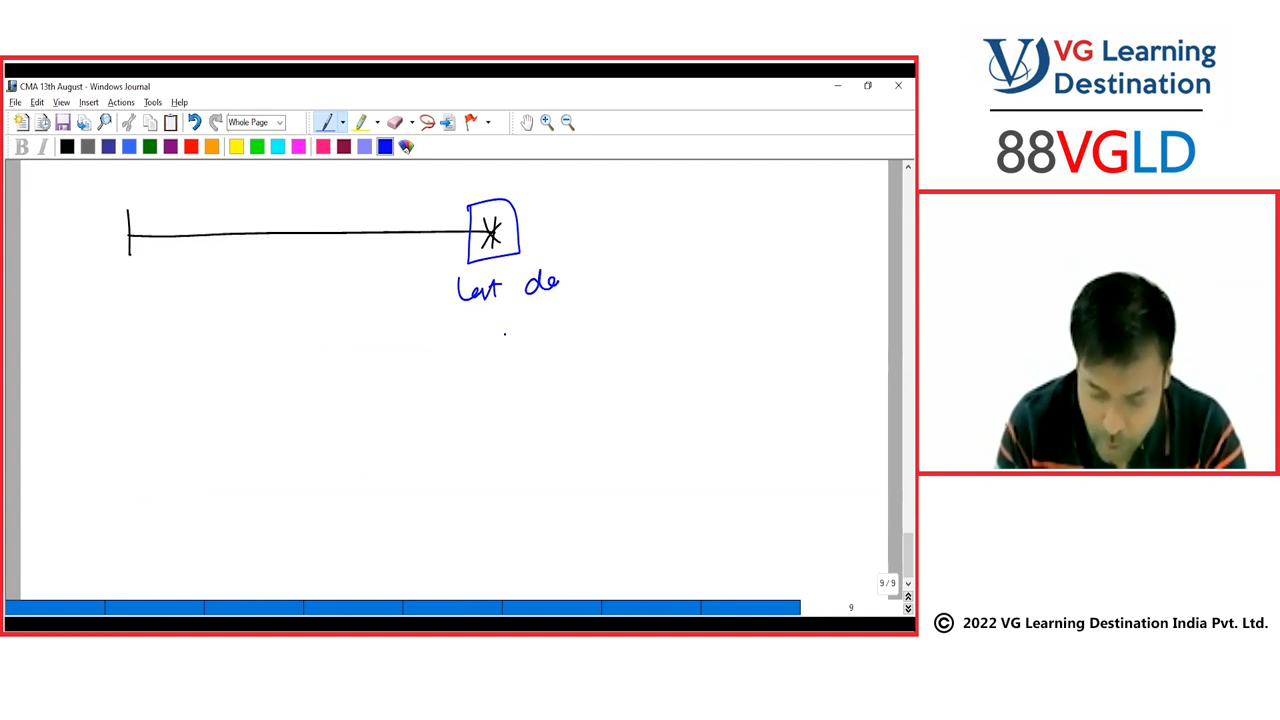 CMA 13th August - Windows Journal
File Edit View Insert Actions Tools Help
Whole Page
B I
Last de
9 / 9
9
VG Learning
Destination
88VGLD
© 2022 VG Learning Destination India Pvt. Ltd.